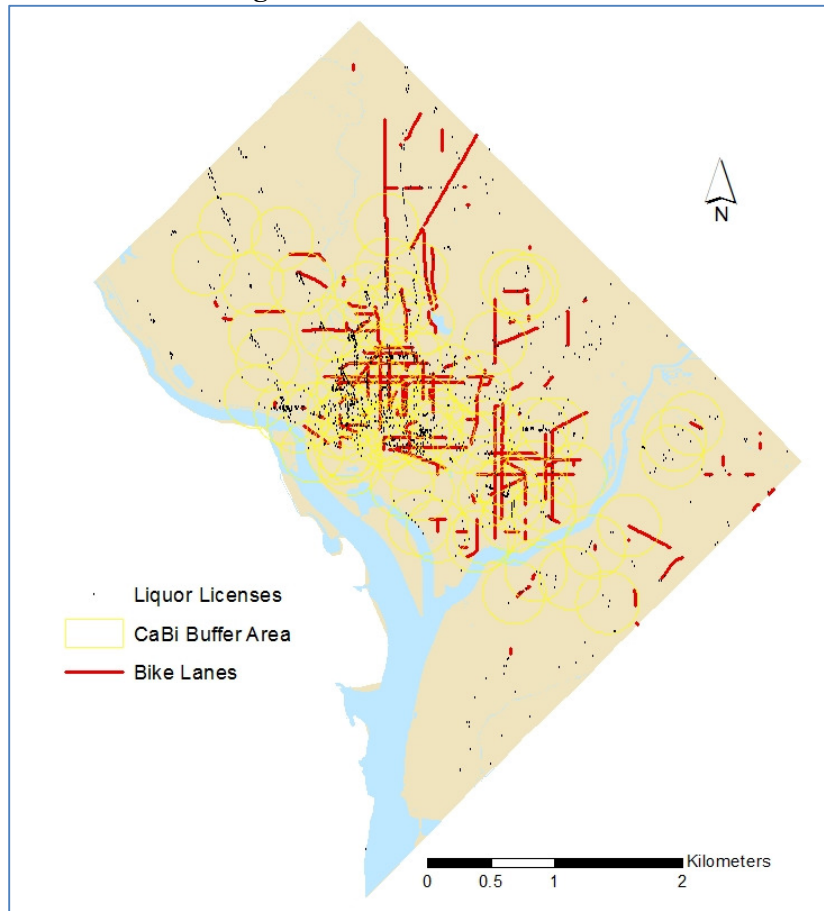 N
Liquor Licenses
CaBi Buffer Area
Bike Lanes
Kilometers
0 0.5 1 2